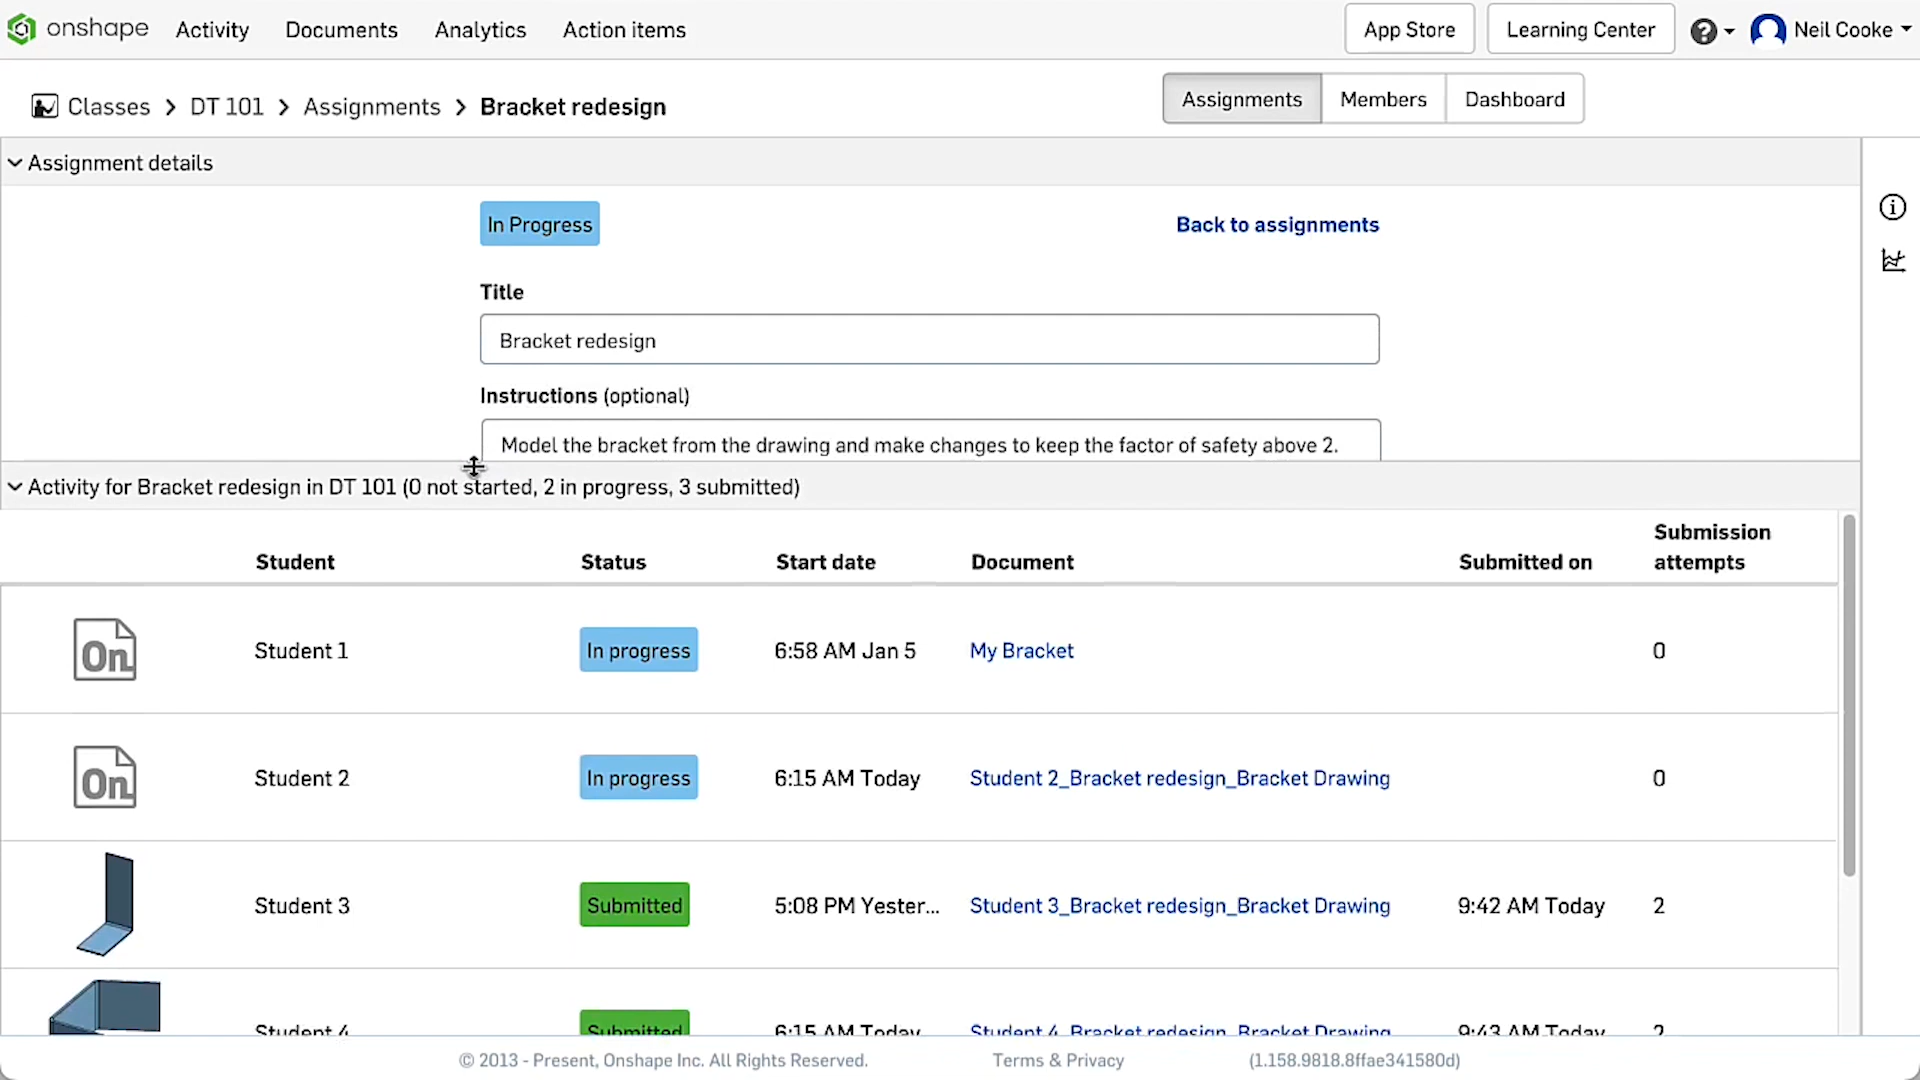 onshape Activity Documents Analytics Action items App Store Learning Center ? Neil Cooke
Classes > DT 101 > Assignments > Bracket redesign Assignments Members Dashboard
Assignment details
In Progress Back to assignments
Title
Bracket redesign
Instructions (optional)
Model the bracket from the drawing and make changes to keep the factor of safety above 2.
Activity for Bracket redesign in DT 101 (0 not started, 2 in progress, 3 submitted)
Student Status Start date Document Submitted on Submission attempts
On Student 1 In progress 6:58 AM Jan 5 My Bracket 0
On Student 2 In progress 6:15 AM Today Student 2_Bracket redesign_Bracket Drawing 0
Student 3 Submitted 5:08 PM Yester... Student 3_Bracket redesign_Bracket Drawing 9:42 AM Today 2
Student 4 Submitted 6:15 AM Today Student 4_Bracket redesign_Bracket Drawing 9:43 AM Today 2
© 2013 - Present, Onshape Inc. All Rights Reserved. Terms & Privacy (1.158.9818.8ffae341580d)